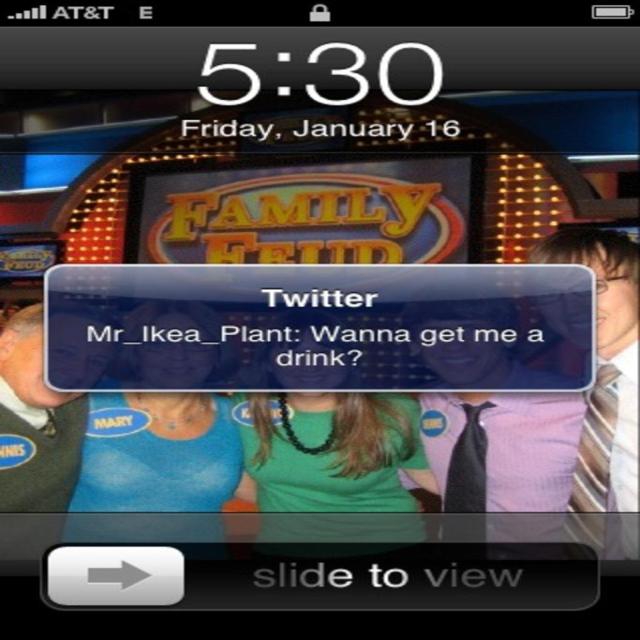 AT&T E
5:30
Friday, January 16
FAMILY
FEUD
Twitter
Mr_Ikea_Plant: Wanna get me a
drink?
MARY
slide to view